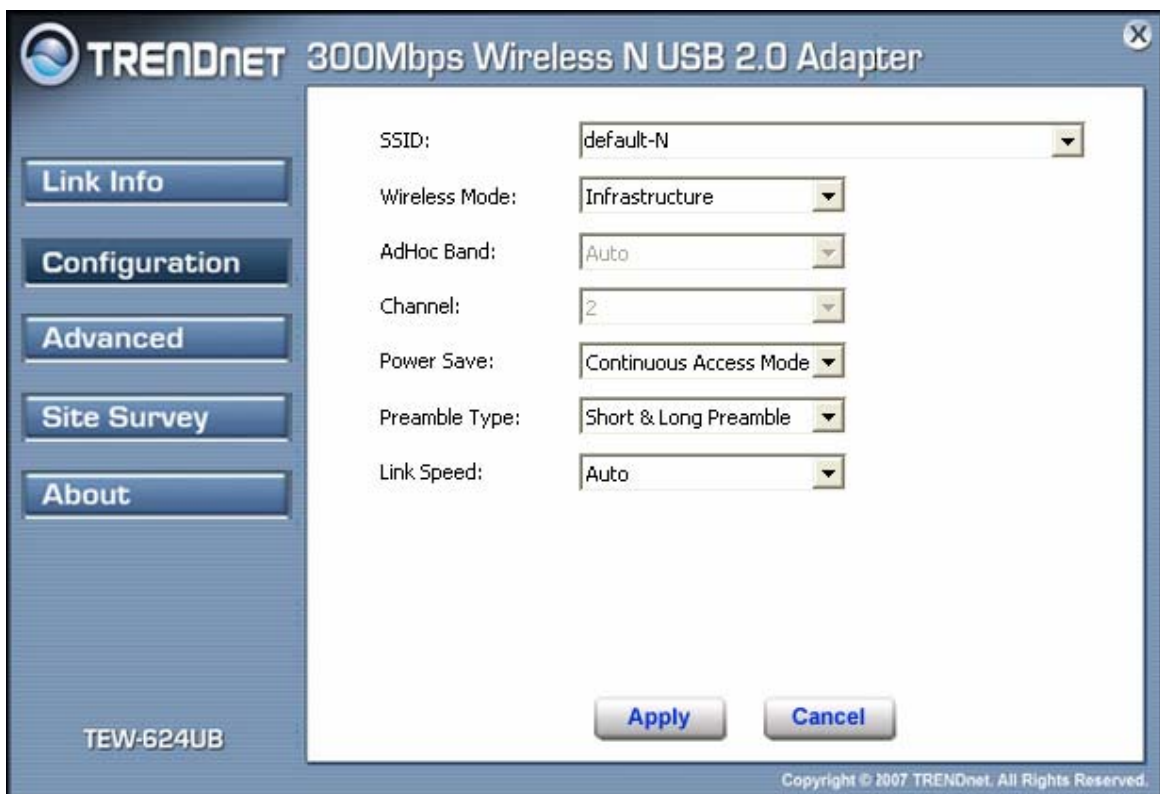 TRENDNET 300Mbps Wireless N USB 2.0 Adapter
X
Link Info
Configuration
Advanced
Site Survey
About
TEW-624UB
SSID: default-N
Wireless Mode: Infrastructure
AdHoc Band: Auto
Channel: 2
Power Save: Continuous Access Mode
Preamble Type: Short & Long Preamble
Link Speed: Auto
Apply Cancel
Copyright © 2007 TRENDnet. All Rights Reserved.